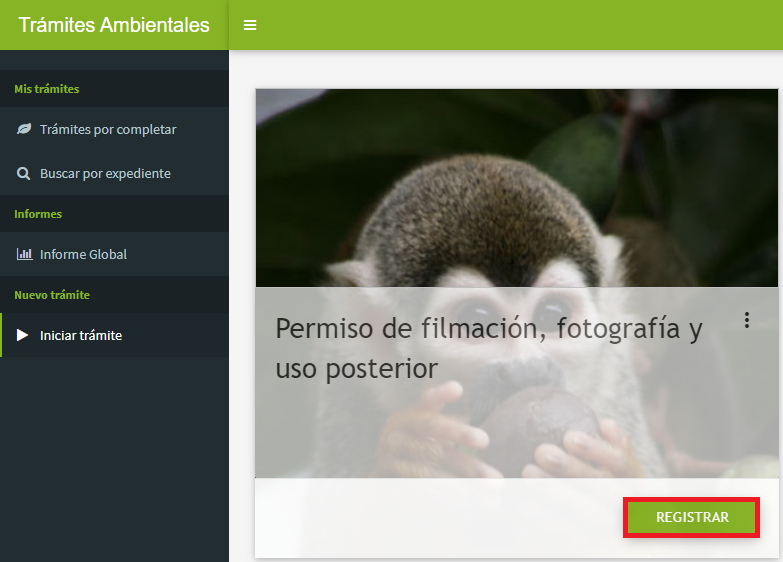 Trámites Ambientales
Mis trámites
Trámites por completar
Buscar por expediente
Informes
Informe Global
Nuevo trámite
Iniciar trámite
Permiso de filmación, fotografía y
uso posterior
REGISTRAR